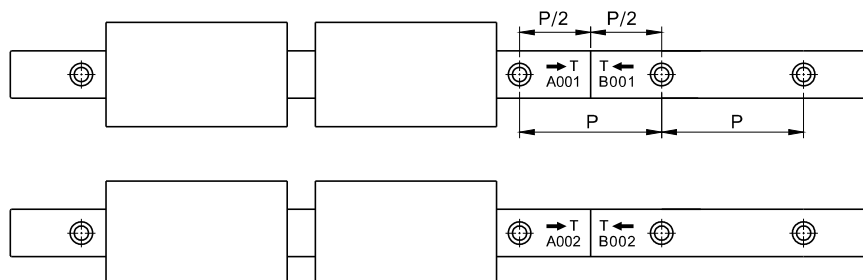 P/2 P/2
→ T T ←
A001 B001
P P
→ T T ←
A002 B002